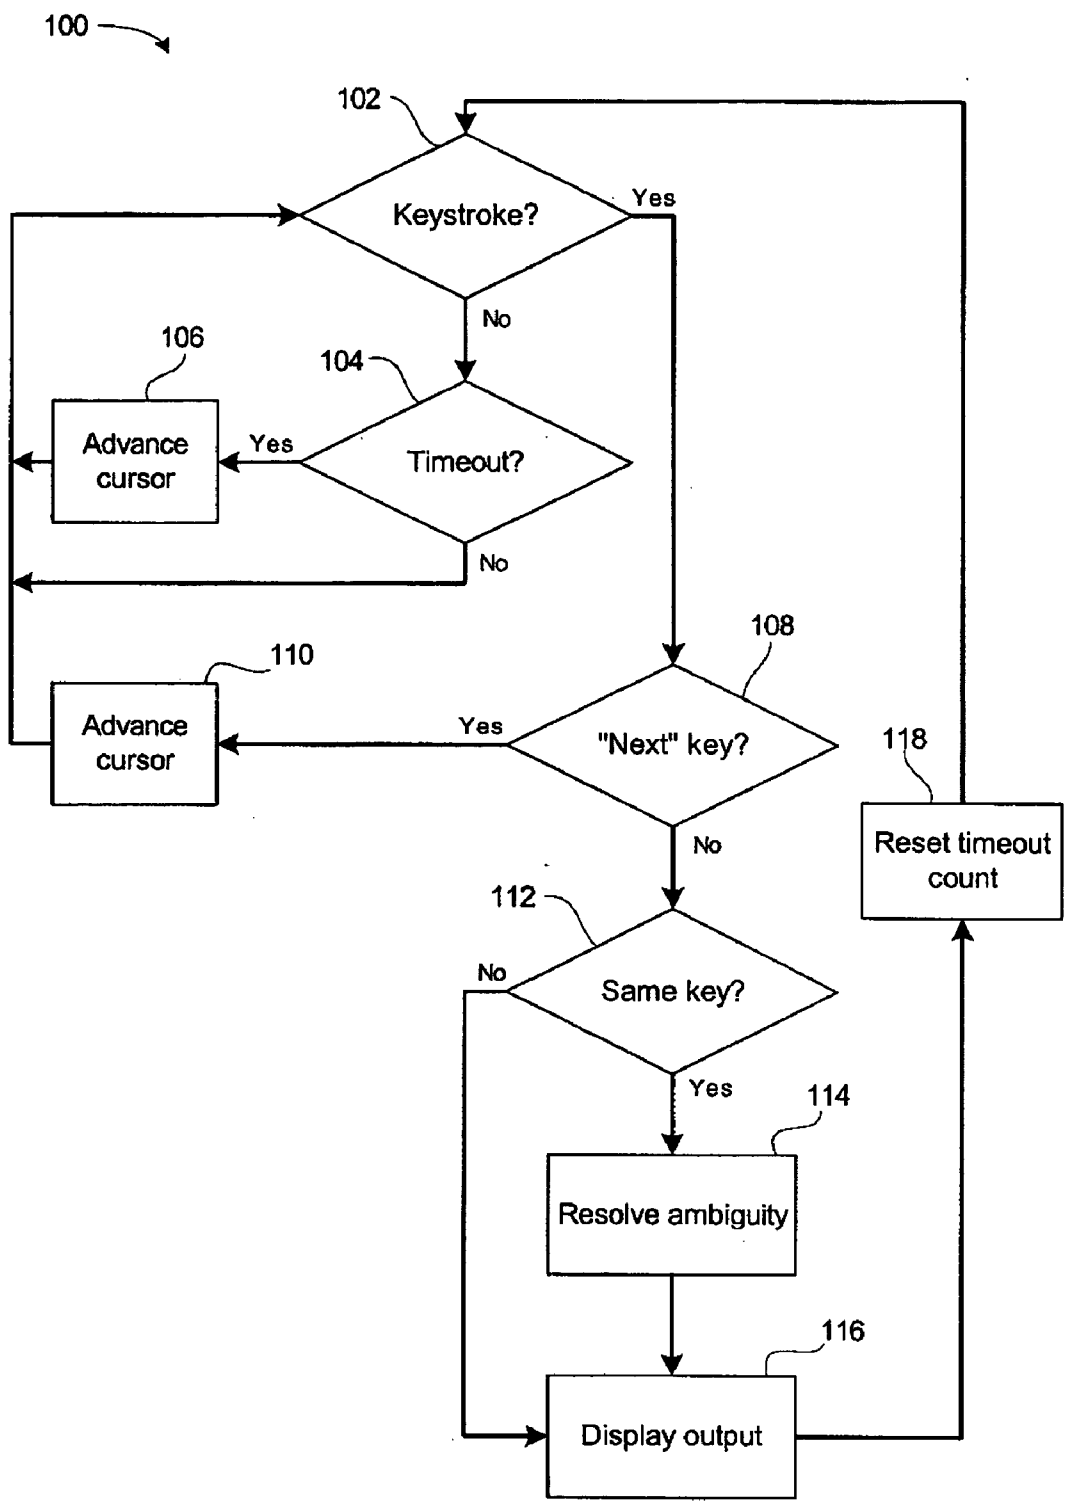 100
102
Keystroke?
Yes
No
106
104
Advance
cursor
Yes
Timeout?
No
110
108
Advance
cursor
Yes
"Next" key?
118
No
Reset timeout
count
112
No
Same key?
Yes
114
Resolve ambiguity
116
Display output